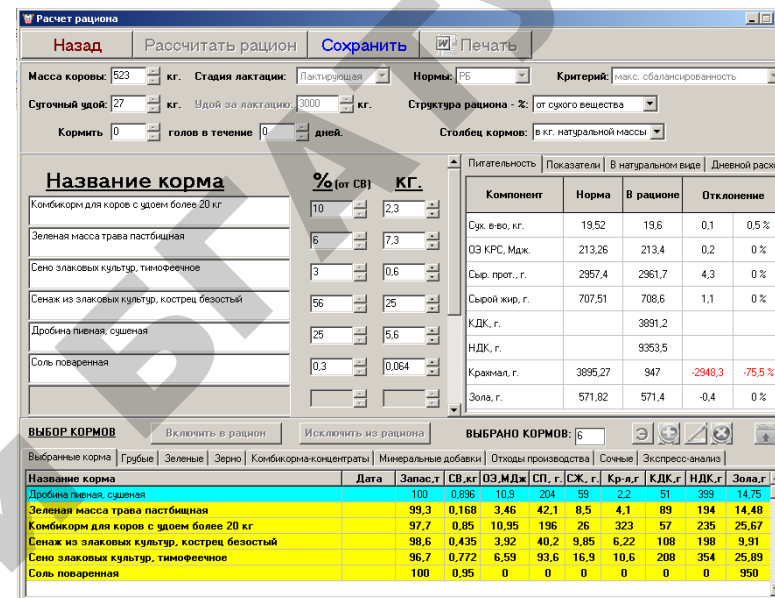 Расчет рациона
Назад Рассчитать рацион Сохранить Печать
Масса коровы: 523 кг. Стадия лактации: Лактирующая Нормы: РБ Критерий: макс. сбалансированность
Суточный удой: 27 кг. Удой за лактацию: 3000 кг. Структура рациона - %: от сухого вещества
Кормить 0 голов в течение 0 дней. Столбец кормов: в кг. натуральной массы
Питательность Показатели В натуральном виде Дневной расхо
Название корма % (от СВ) кг.
Компонент Норма В рационе Отклонение
Комбикорм для коров с удоем более 20 кг 10 2,3
Сух. в-во, кг. 19,52 19,6 0,1 0,5 %
Зеленая масса трава пастбищная 6 7,3
ОЭ КРС, Мдж. 213,26 213,4 0,2 0 %
Сено злаковых культур, тимофеечное 3 0,6
Сыр. прот., г. 2957,4 2961,7 4,3 0 %
Сенаж из злаковых культур, кострец безостый 56 25
Сырой жир, г. 707,51 708,6 1,1 0 %
КДК, г. 3891,2
Дробина пивная, сушеная 25 5,6
НДК, г. 9353,5
Соль поваренная 0,3 0,064
Крахмал, г. 3895,27 947 -2948,3 -75,5 %
Зола, г. 571,82 571,4 -0,4 0 %
ВЫБОР КОРМОВ Включить в рацион Исключить из рациона ВЫБРАНО КОРМОВ: 6 Э
Выбранные корма Грубые Зеленые Зерно Комбикорма-концентраты Минеральные добавки Отходы производства Сочные Экспресс-анализ
Название корма Дата Запас,т СВ,кг ОЭ,МДж СП, г. СЖ, г. Кр-л,г КДК,г НДК,г Зола,г
Дробина пивная, сушеная 100 0,896 10,9 204 59 2,2 51 399 14,75
Зеленая масса трава пастбищная 99,3 0,168 3,46 42,1 8,5 4,1 89 194 14,48
Комбикорм для коров с удоем более 20 кг 97,7 0,85 10,95 196 26 323 57 235 25,67
Сенаж из злаковых культур, кострец безостый 98,6 0,435 3,92 40,2 9,85 6,22 108 198 9,91
Сено злаковых культур, тимофеечное 96,7 0,772 6,59 93,6 16,9 10,6 208 354 25,89
Соль поваренная 100 0,95 0 0 0 0 0 0 950